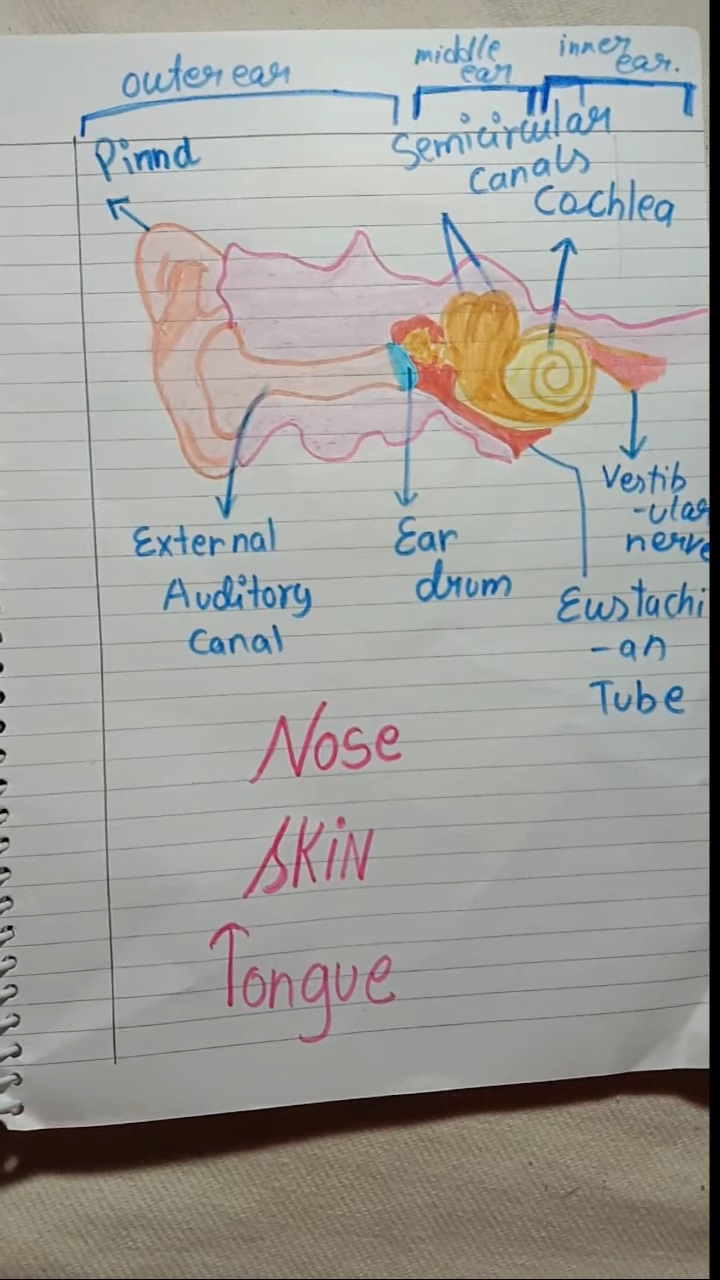 outer ear
middle
ear
inner
ear.
Pinnd
Semicircular
canals
Cochlea
External
Auditory
canal
Ear
drum
Vestib
-ular
nerve
Eustachi
-an
Tube
Nose
SKiN
Tongue